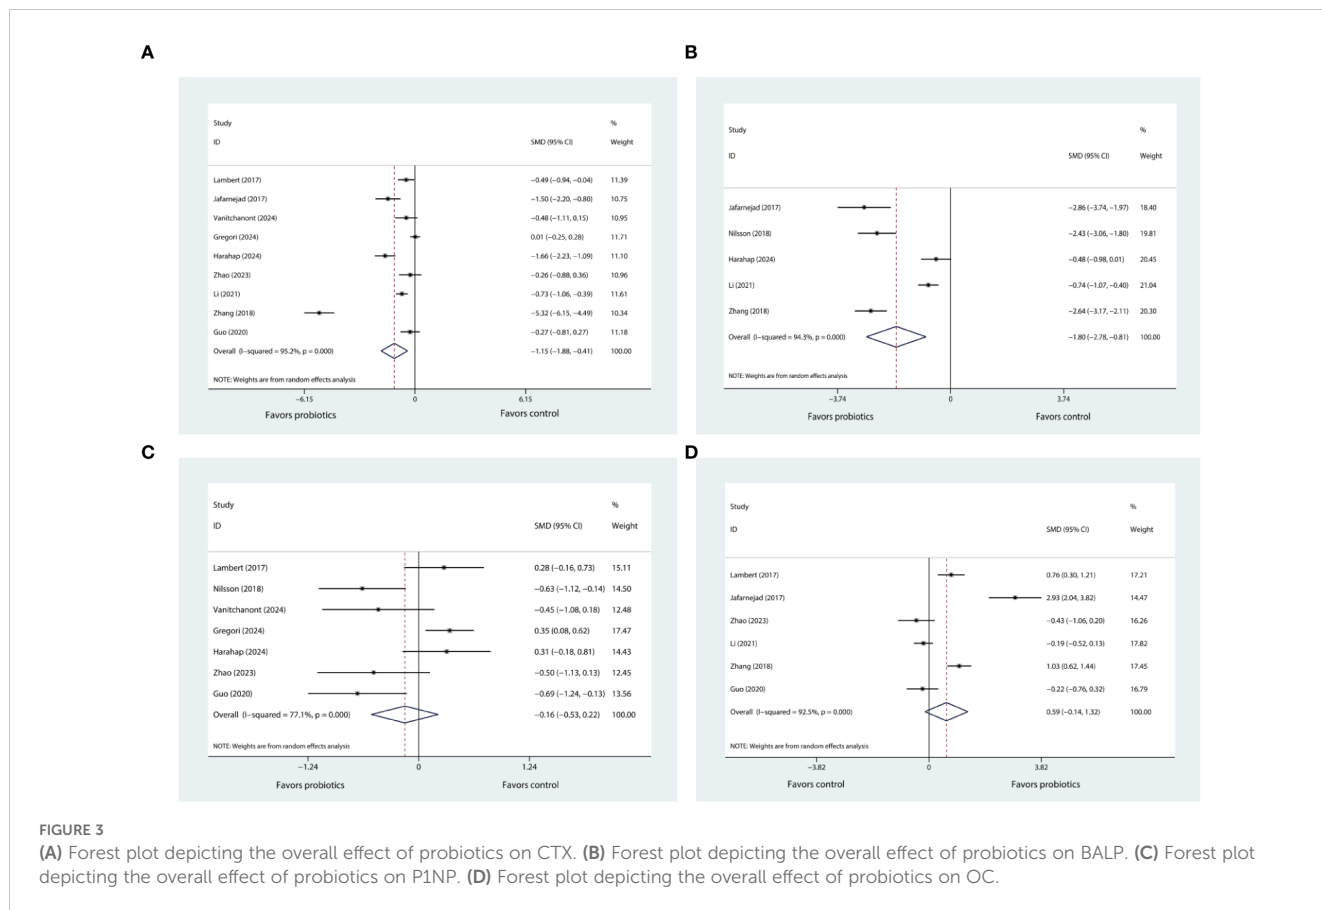 A
Study %
ID SMD (95% CI) Weight
Lambert (2017) −0.49 (−0.94, −0.04) 11.39
Jafarnejad (2017) −1.50 (−2.20, −0.80) 10.75
Vanitchanont (2024) −0.48 (−1.11, 0.15) 10.95
Gregori (2024) 0.01 (−0.25, 0.28) 11.71
Harahap (2024) −1.66 (−2.23, −1.09) 11.10
Zhao (2023) −0.26 (−0.88, 0.36) 10.96
Li (2021) −0.73 (−1.06, −0.39) 11.61
Zhang (2018) −5.32 (−6.15, −4.49) 10.34
Guo (2020) −0.27 (−0.81, 0.27) 11.18
Overall (I−squared = 95.2%, p = 0.000) −1.15 (−1.88, −0.41) 100.00
NOTE: Weights are from random effects analysis
−6.15 0 6.15
Favors probiotics Favors control
B
Study %
ID SMD (95% CI) Weight
Jafarnejad (2017) −2.86 (−3.74, −1.97) 18.40
Nilsson (2018) −2.43 (−3.06, −1.80) 19.81
Harahap (2024) −0.48 (−0.98, 0.01) 20.45
Li (2021) −0.74 (−1.07, −0.40) 21.04
Zhang (2018) −2.64 (−3.17, −2.11) 20.30
Overall (I−squared = 94.3%, p = 0.000) −1.80 (−2.78, −0.81) 100.00
NOTE: Weights are from random effects analysis
−3.74 0 3.74
Favors probiotics Favors control
C
Study %
ID SMD (95% CI) Weight
Lambert (2017) 0.28 (−0.16, 0.73) 15.11
Nilsson (2018) −0.63 (−1.12, −0.14) 14.50
Vanitchanont (2024) −0.45 (−1.08, 0.18) 12.48
Gregori (2024) 0.35 (0.08, 0.62) 17.47
Harahap (2024) 0.31 (−0.18, 0.81) 14.43
Zhao (2023) −0.50 (−1.13, 0.13) 12.45
Guo (2020) −0.69 (−1.24, −0.13) 13.56
Overall (I−squared = 77.1%, p = 0.000) −0.16 (−0.53, 0.22) 100.00
NOTE: Weights are from random effects analysis
−1.24 0 1.24
Favors probiotics Favors control
D
Study %
ID SMD (95% CI) Weight
Lambert (2017) 0.76 (0.30, 1.21) 17.21
Jafarnejad (2017) 2.93 (2.04, 3.82) 14.47
Zhao (2023) −0.43 (−1.06, 0.20) 16.26
Li (2021) −0.19 (−0.52, 0.13) 17.82
Zhang (2018) 1.03 (0.62, 1.44) 17.45
Guo (2020) −0.22 (−0.76, 0.32) 16.79
Overall (I−squared = 92.5%, p = 0.000) 0.59 (−0.14, 1.32) 100.00
NOTE: Weights are from random effects analysis
−3.82 0 3.82
Favors control Favors probiotics
FIGURE 3
(A) Forest plot depicting the overall effect of probiotics on CTX. (B) Forest plot depicting the overall effect of probiotics on BALP. (C) Forest plot
depicting the overall effect of probiotics on P1NP. (D) Forest plot depicting the overall effect of probiotics on OC.